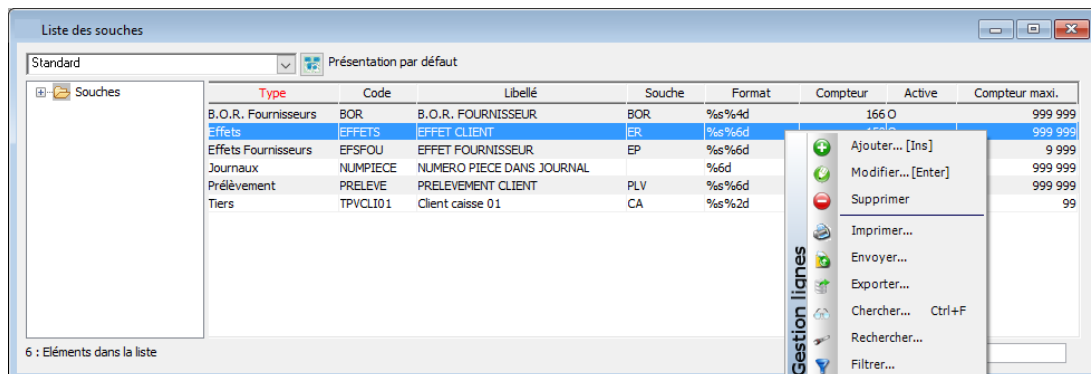 Liste des souches
Standard Présentation par défaut
Souches
Type Code Libellé Souche Format Compteur Active Compteur maxi.
B.O.R. Fournisseurs BOR B.O.R. FOURNISSEUR BOR %s%4d 166 O 999 999
Effets EFFETS EFFET CLIENT ER %s%6d 999 999
Effets Fournisseurs EFSFOU EFFET FOURNISSEUR EP %s%6d 9 999
Journaux NUMPIECE NUMERO PIECE DANS JOURNAL %6d 999 999
Prélèvement PRELEVE PRELEVEMENT CLIENT PLV %s%6d 999 999
Tiers TPVCLI01 Client caisse 01 CA %s%2d 99
Gestion lignes
Ajouter... [Ins]
Modifier... [Enter]
Supprimer
Imprimer...
Envoyer...
Exporter...
Chercher... Ctrl+F
Rechercher...
Filtrer...
6 : Eléments dans la liste